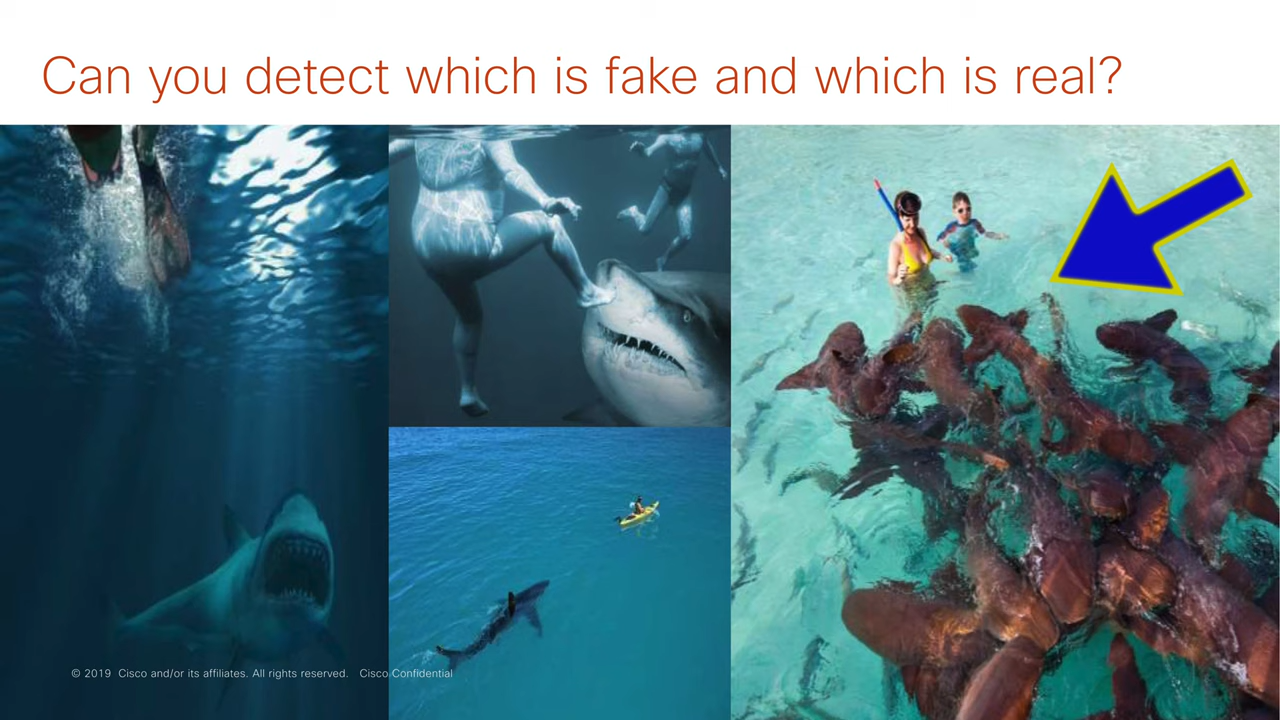 Can you detect which is fake and which is real?
© 2019 Cisco and/or its affiliates. All rights reserved. Cisco Confidential